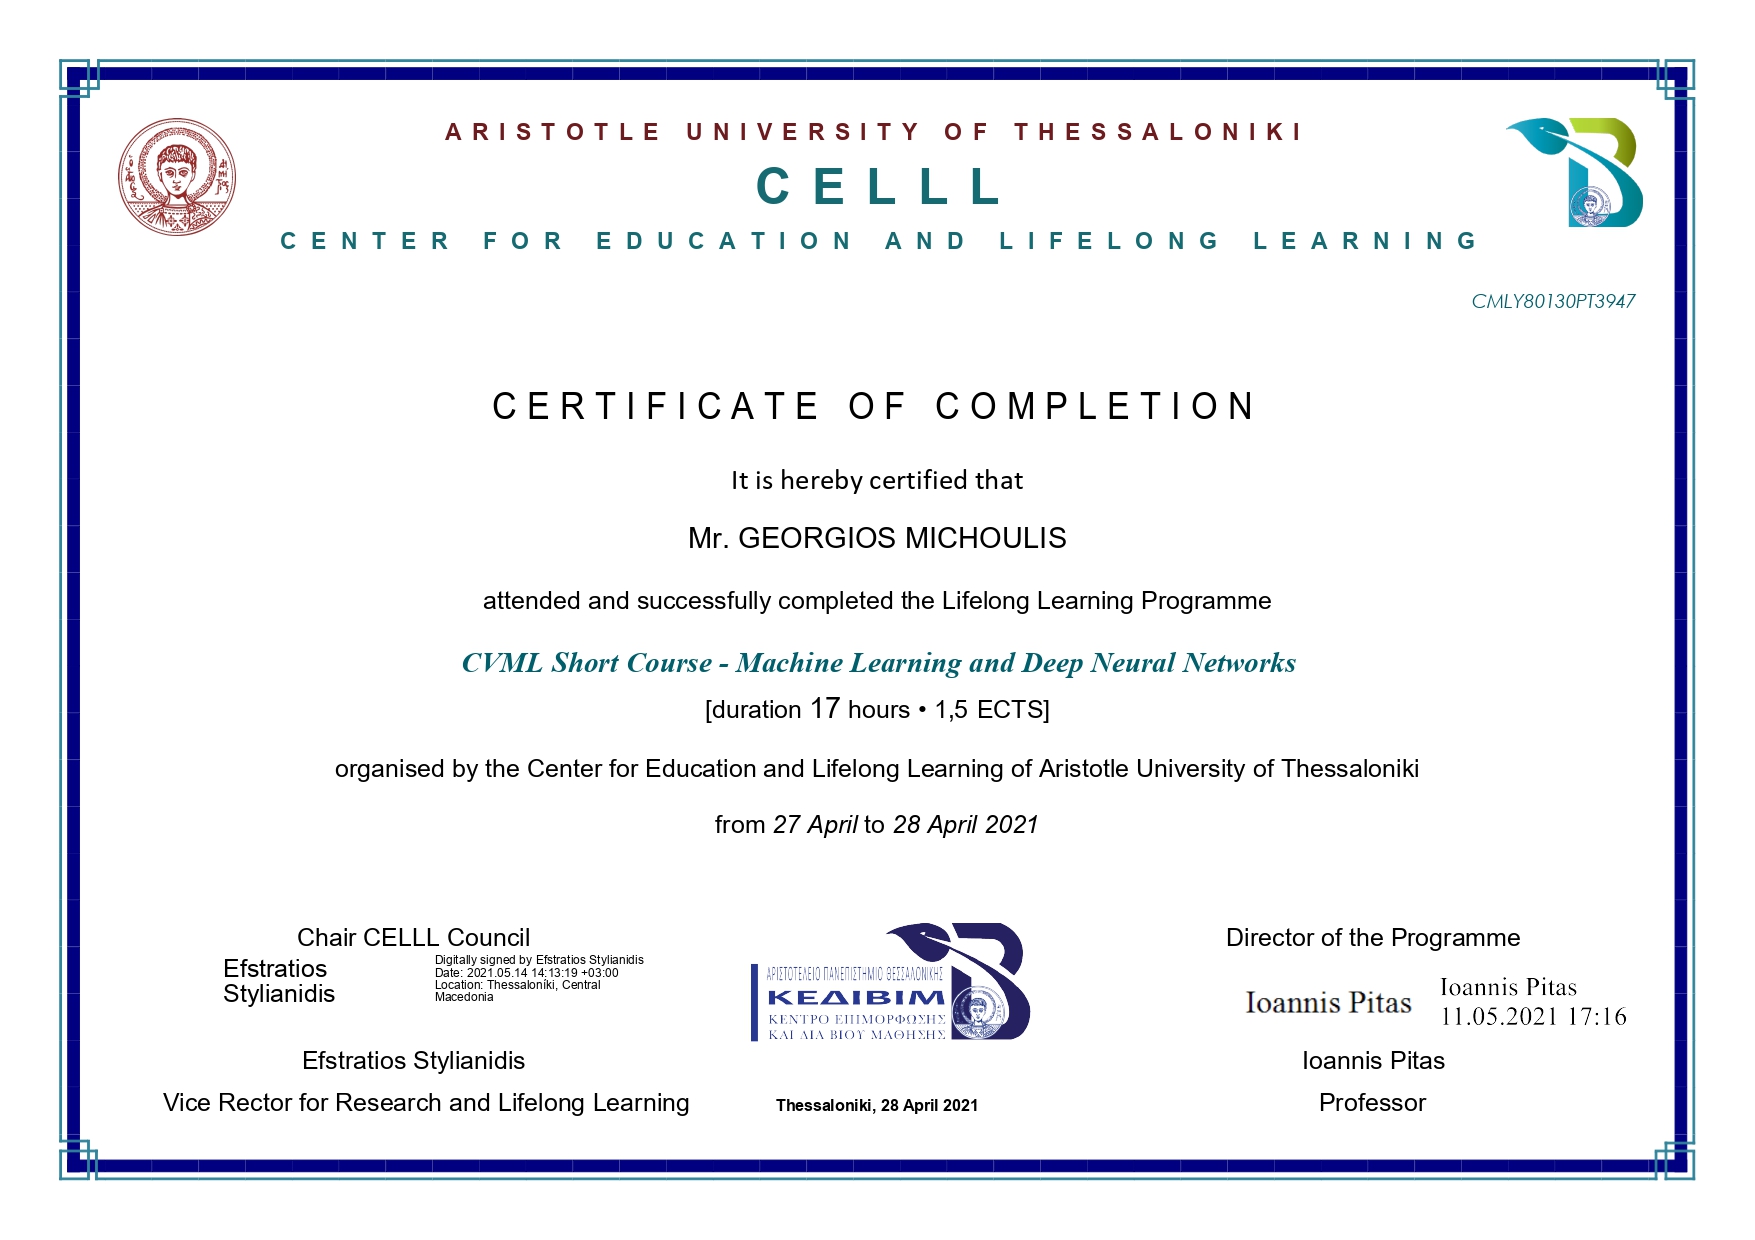 ARISTOTLE UNIVERSITY OF THESSALONIKI
CELLL
CENTER FOR EDUCATION AND LIFELONG LEARNING
CMLY80130PT3947
CERTIFICATE OF COMPLETION
It is hereby certified that
Mr. GEORGIOS MICHOULIS
attended and successfully completed the Lifelong Learning Programme
CVML Short Course - Machine Learning and Deep Neural Networks
[duration 17 hours • 1,5 ECTS]
organised by the Center for Education and Lifelong Learning of Aristotle University of Thessaloniki
from 27 April to 28 April 2021
Chair CELLL Council
Efstratios
Stylianidis
Digitally signed by Efstratios Stylianidis
Date: 2021.05.14 14:13:19 +03:00
Location: Thessaloníki, Central
Macedonia
Efstratios Stylianidis
Vice Rector for Research and Lifelong Learning
ΑΡΙΣΤΟΤΕΛΕΙΟ ΠΑΝΕΠΙΣΤΗΜΙΟ ΘΕΣΣΑΛΟΝΙΚΗΣ
ΚΕΔΙΒΙΜ
ΚΕΝΤΡΟ ΕΠΙΜΟΡΦΩΣΗΣ
ΚΑΙ ΔΙΑ ΒΙΟΥ ΜΑΘΗΣΗΣ
Thessaloniki, 28 April 2021
Director of the Programme
Ioannis Pitas
Ioannis Pitas
11.05.2021 17:16
Ioannis Pitas
Professor